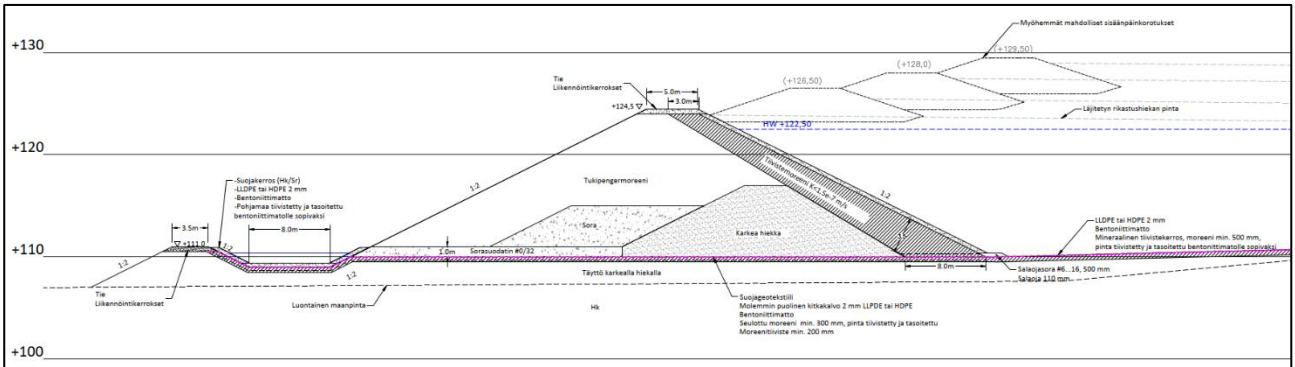 +130
Myöhemmät mahdolliset sisäänpäinkorotukset
(+129,50)
(+128,0)
(+126,50)
Tie
Liikennöintikerrokset
5.0m
3.0m
+124,5
Läjitetyn rikastushiekan pinta
HW +122,50
+120
-Suojakerros (Hk/Sr)
-LLDPE tai HDPE 2 mm
-Bentoniittimatto
-Pohjamaa tiivistetty ja tasoitettu
bentoniittimatolle sopivaksi
1:2
Tukipengermoreeni
Tiivistemoreeni K<1,5e-7 m/s
1:2
3.5m
+111.0
1:2
8.0m
Sora
Karkea hiekka
LLDPE tai HDPE 2 mm
Bentoniittimatto
Mineraalinen tiivistekerros, moreeni min. 500 mm,
pinta tiivistetty ja tasoitettu bentoniittimatolle sopivaksi
+110
1:2
1:2
1.0m
Sorasuodatin #0/32
8.0m
Salaojasora #6...16, 500 mm
Salaoja 110 mm
Täyttö karkealla hiekalla
Tie
Liikennöintikerrokset
Luontainen maanpinta
Hk
Suojageotekstiili
Molemmin puolinen kitkakalvo 2 mm LLPDE tai HDPE
Bentoniittimatto
Seulottu moreeni min. 300 mm, pinta tiivistetty ja tasoitettu
Moreenitiiviste min. 200 mm
+100